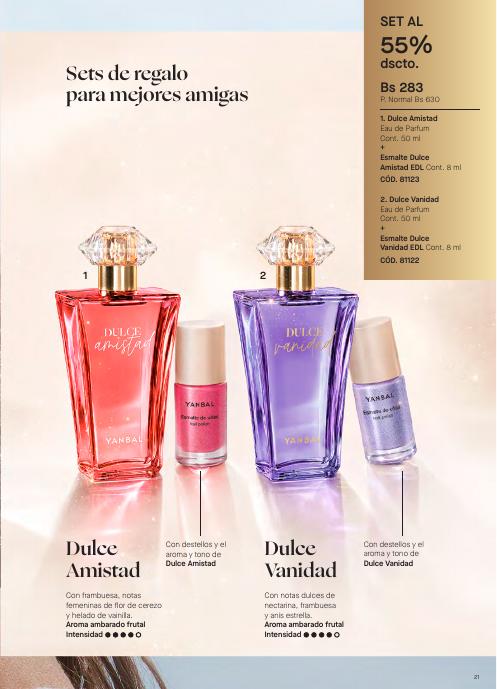 SET AL
55%
dscto.
Bs 283
P. Normal Bs 630
1. Dulce Amistad
Eau de Parfum
Cont. 50 ml
+
Esmalte Dulce
Amistad EDL Cont. 8 ml
CÓD. 81123
2. Dulce Vanidad
Eau de Parfum
Cont. 50 ml
+
Esmalte Dulce
Vanidad EDL Cont. 8 ml
CÓD. 81122
Sets de regalo
para mejores amigas
1
DULCE
amistad
YANBAL
YANBAL
Esmalte de uñas
nail polish
2
DULCE
vanidad
YANBAL
YANBAL
Esmalte de uñas
nail polish
Dulce
Amistad
Con frambuesa, notas
femeninas de flor de cerezo
y helado de vainilla.
Aroma ambarado frutal
Intensidad
Con destellos y el
aroma y tono de
Dulce Amistad
Dulce
Vanidad
Con notas dulces de
nectarina, frambuesa
y anís estrella.
Aroma ambarado frutal
Intensidad
Con destellos y el
aroma y tono de
Dulce Vanidad
21